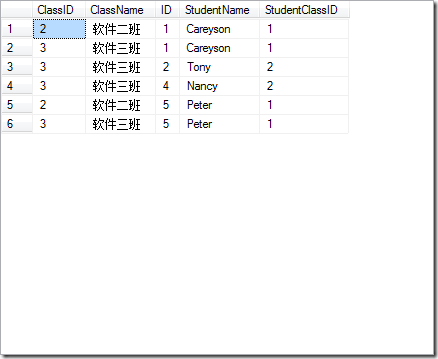 ClassID ClassName ID StudentName StudentClassID
1 2 软件二班 1 Careyson 1
2 3 软件三班 1 Careyson 1
3 3 软件三班 2 Tony 2
4 3 软件三班 4 Nancy 2
5 2 软件二班 5 Peter 1
6 3 软件三班 5 Peter 1